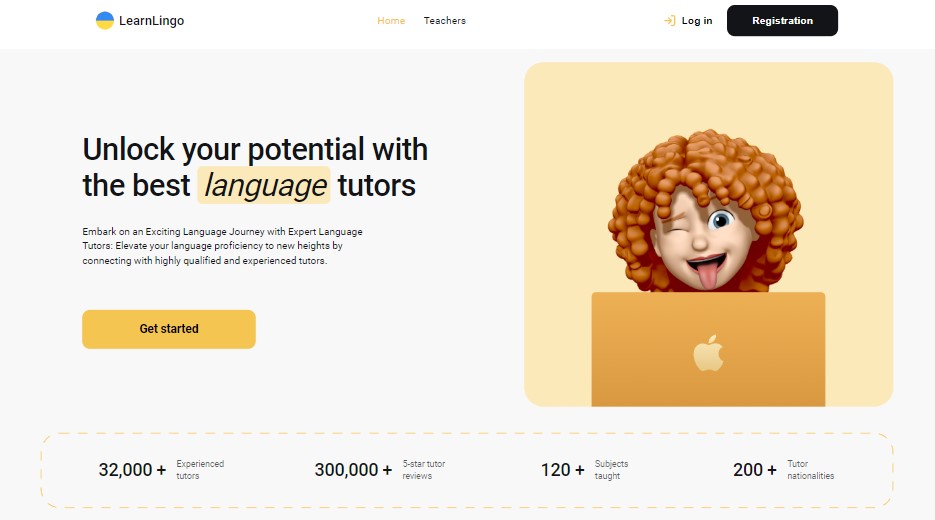 LearnLingo
Home
Teachers
Log in
Registration
Unlock your potential with
the best language tutors
Embark on an Exciting Language Journey with Expert Language
Tutors: Elevate your language proficiency to new heights by
connecting with highly qualified and experienced tutors.
Get started
32,000 +
Experienced
tutors
300,000 +
5-star tutor
reviews
120 +
Subjects
taught
200 +
Tutor
nationalities